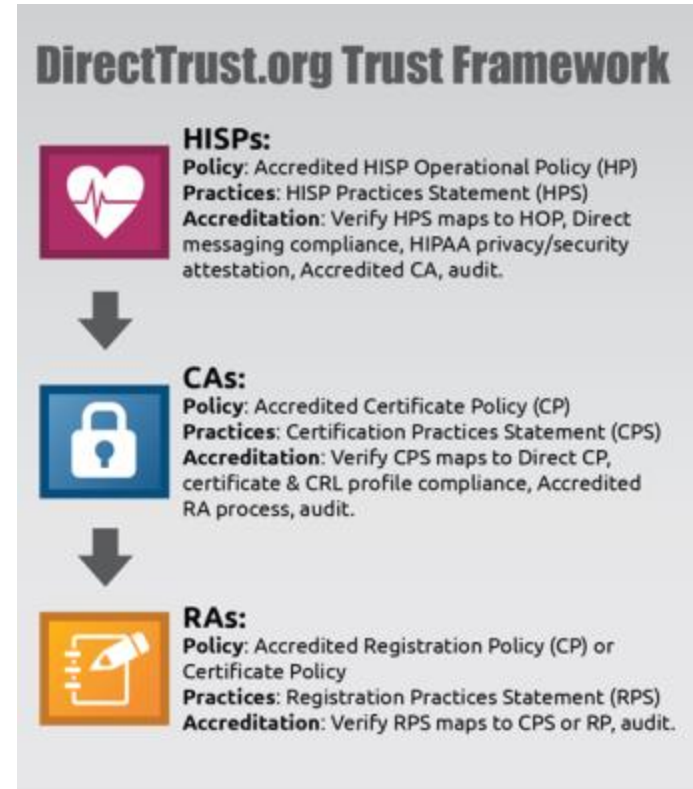 DirectTrust.org Trust Framework
HISPs:
Policy: Accredited HISP Operational Policy (HP)
Practices: HISP Practices Statement (HPS)
Accreditation: Verify HPS maps to HOP, Direct
messaging compliance, HIPAA privacy/security
attestation, Accredited CA, audit.
CAs:
Policy: Accredited Certificate Policy (CP)
Practices: Certification Practices Statement (CPS)
Accreditation: Verify CPS maps to Direct CP,
certificate & CRL profile compliance, Accredited
RA process, audit.
RAs:
Policy: Accredited Registration Policy (CP) or
Certificate Policy
Practices: Registration Practices Statement (RPS)
Accreditation: Verify RPS maps to CPS or RP, audit.